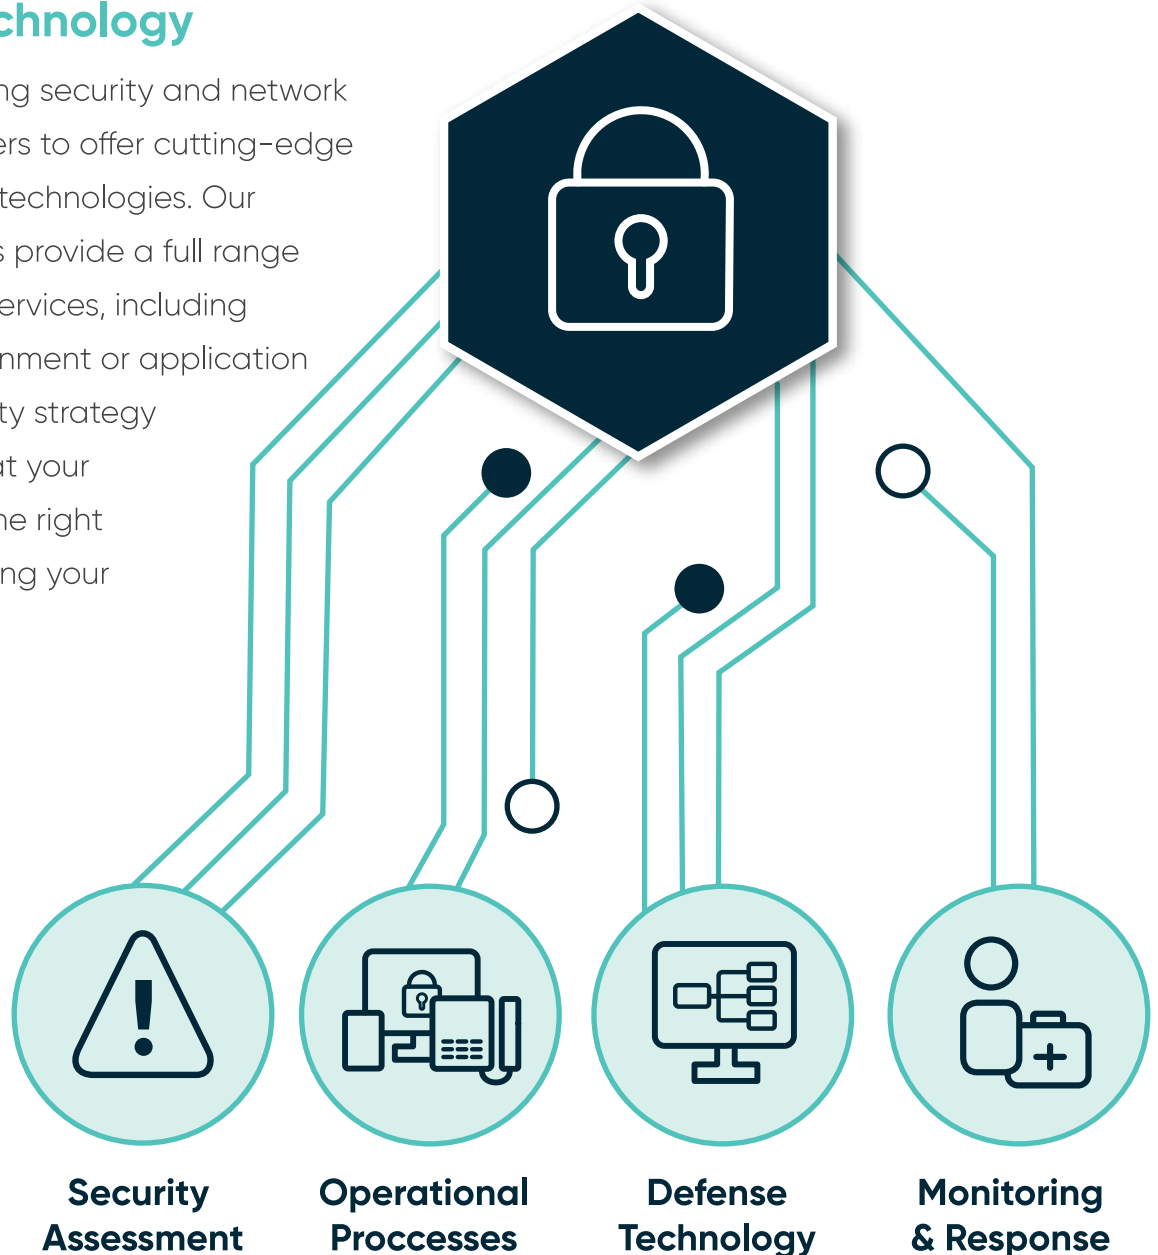 chnology
ng security and network
ers to offer cutting-edge
technologies. Our
s provide a full range
ervices, including
nment or application
ty strategy
at your
ne right
ng your
!
Security
Assessment
Operational
Proccesses
Defense
Technology
Monitoring
& Response